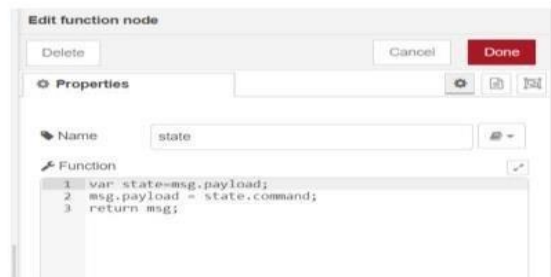 Edit function node
Delete Cancel Done
Properties
Name state
Function
1 var state=msg.payload;
2 msg.payload = state.command;
3 return msg;